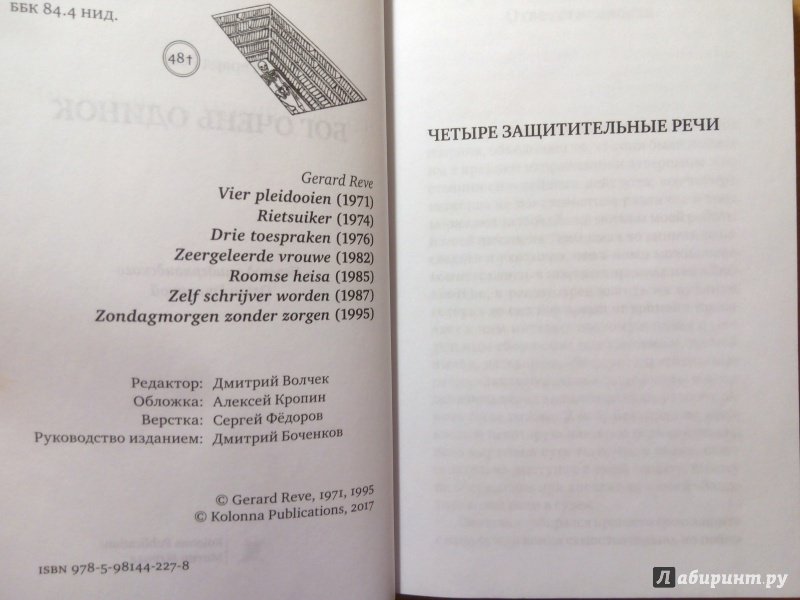 ББК 84.4 нид.
48†
Gerard Reve
Vier pleidooien (1971)
Rietsuiker (1974)
Drie toespraken (1976)
Zeergeleerde vrouwe (1982)
Roomse heisa (1985)
Zelf schrijver worden (1987)
Zondagmorgen zonder zorgen (1995)
Редактор: Дмитрий Волчек
Обложка: Алексей Кропин
Верстка: Сергей Фёдоров
Руководство изданием: Дмитрий Боченков
© Gerard Reve, 1971, 1995
© Kolonna Publications, 2017
ISBN 978-5-98144-227-8
ЧЕТЫРЕ ЗАЩИТИТЕЛЬНЫЕ РЕЧИ
Лабиринт.ру